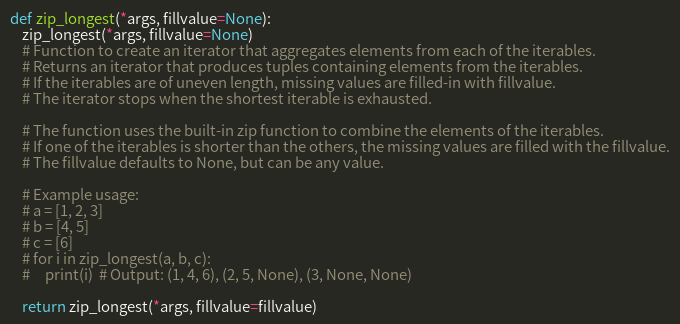 def zip_longest(*args, fillvalue=None):
   zip_longest(*args, fillvalue=None)
   # Function to create an iterator that aggregates elements from each of the iterables.
   # Returns an iterator that produces tuples containing elements from the iterables.
   # If the iterables are of uneven length, missing values are filled-in with fillvalue.
   # The iterator stops when the shortest iterable is exhausted.

   # The function uses the built-in zip function to combine the elements of the iterables.
   # If one of the iterables is shorter than the others, the missing values are filled with the fillvalue.
   # The fillvalue defaults to None, but can be any value.

   # Example usage:
   # a = [1, 2, 3]
   # b = [4, 5]
   # c = [6]
   # for i in zip_longest(a, b, c):
   #    print(i)  # Output: (1, 4, 6), (2, 5, None), (3, None, None)

   return zip_longest(*args, fillvalue=fillvalue)